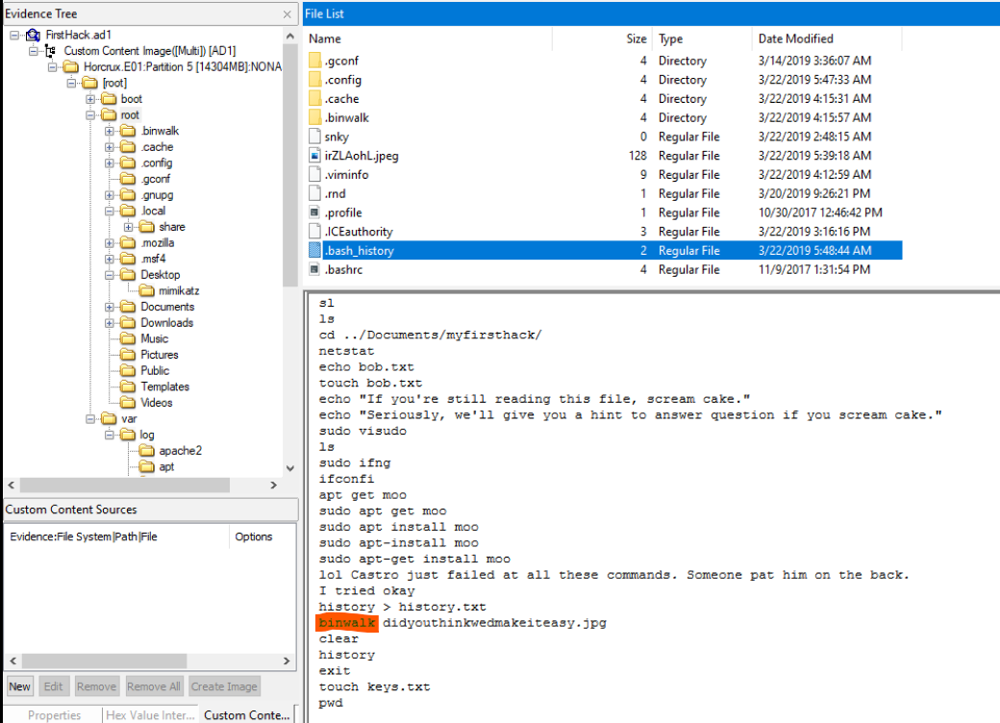 Evidence Tree
FirstHack.ad1
Custom Content Image([Multi]) [AD1]
Horcrux.E01:Partition 5 [14304MB]:NONA
[root]
boot
root
.binwalk
.cache
.config
.gconf
.gnupg
.local
share
.mozilla
.msf4
Desktop
mimikatz
Documents
Downloads
Music
Pictures
Public
Templates
Videos
var
log
apache2
apt
Custom Content Sources
Evidence:File System|Path|File Options
New Edit Remove Remove All Create Image
Properties Hex Value Inter... Custom Conte...
File List
Name Size Type Date Modified
.gconf 4 Directory 3/14/2019 3:36:07 AM
.config 4 Directory 3/22/2019 5:47:33 AM
.cache 4 Directory 3/22/2019 4:15:31 AM
.binwalk 4 Directory 3/22/2019 4:15:57 AM
snky 0 Regular File 3/22/2019 2:48:15 AM
irZLAohL.jpeg 128 Regular File 3/22/2019 5:39:18 AM
.viminfo 9 Regular File 3/22/2019 4:12:59 AM
.rnd 1 Regular File 3/20/2019 9:26:21 PM
.profile 1 Regular File 10/30/2017 12:46:42 PM
.ICEauthority 3 Regular File 3/22/2019 3:16:16 PM
.bash_history 2 Regular File 3/22/2019 5:48:44 AM
.bashrc 4 Regular File 11/9/2017 1:31:54 PM
sl
ls
cd ../Documents/myfirsthack/
netstat
echo bob.txt
touch bob.txt
echo "If you're still reading this file, scream cake."
echo "Seriously, we'll give you a hint to answer question if you scream cake."
sudo visudo
ls
sudo ifng
ifconfi
apt get moo
sudo apt get moo
sudo apt install moo
sudo apt-install moo
sudo apt-get install moo
lol Castro just failed at all these commands. Someone pat him on the back.
I tried okay
history > history.txt
binwalk didyouthinkwedmakeiteasy.jpg
clear
history
exit
touch keys.txt
pwd